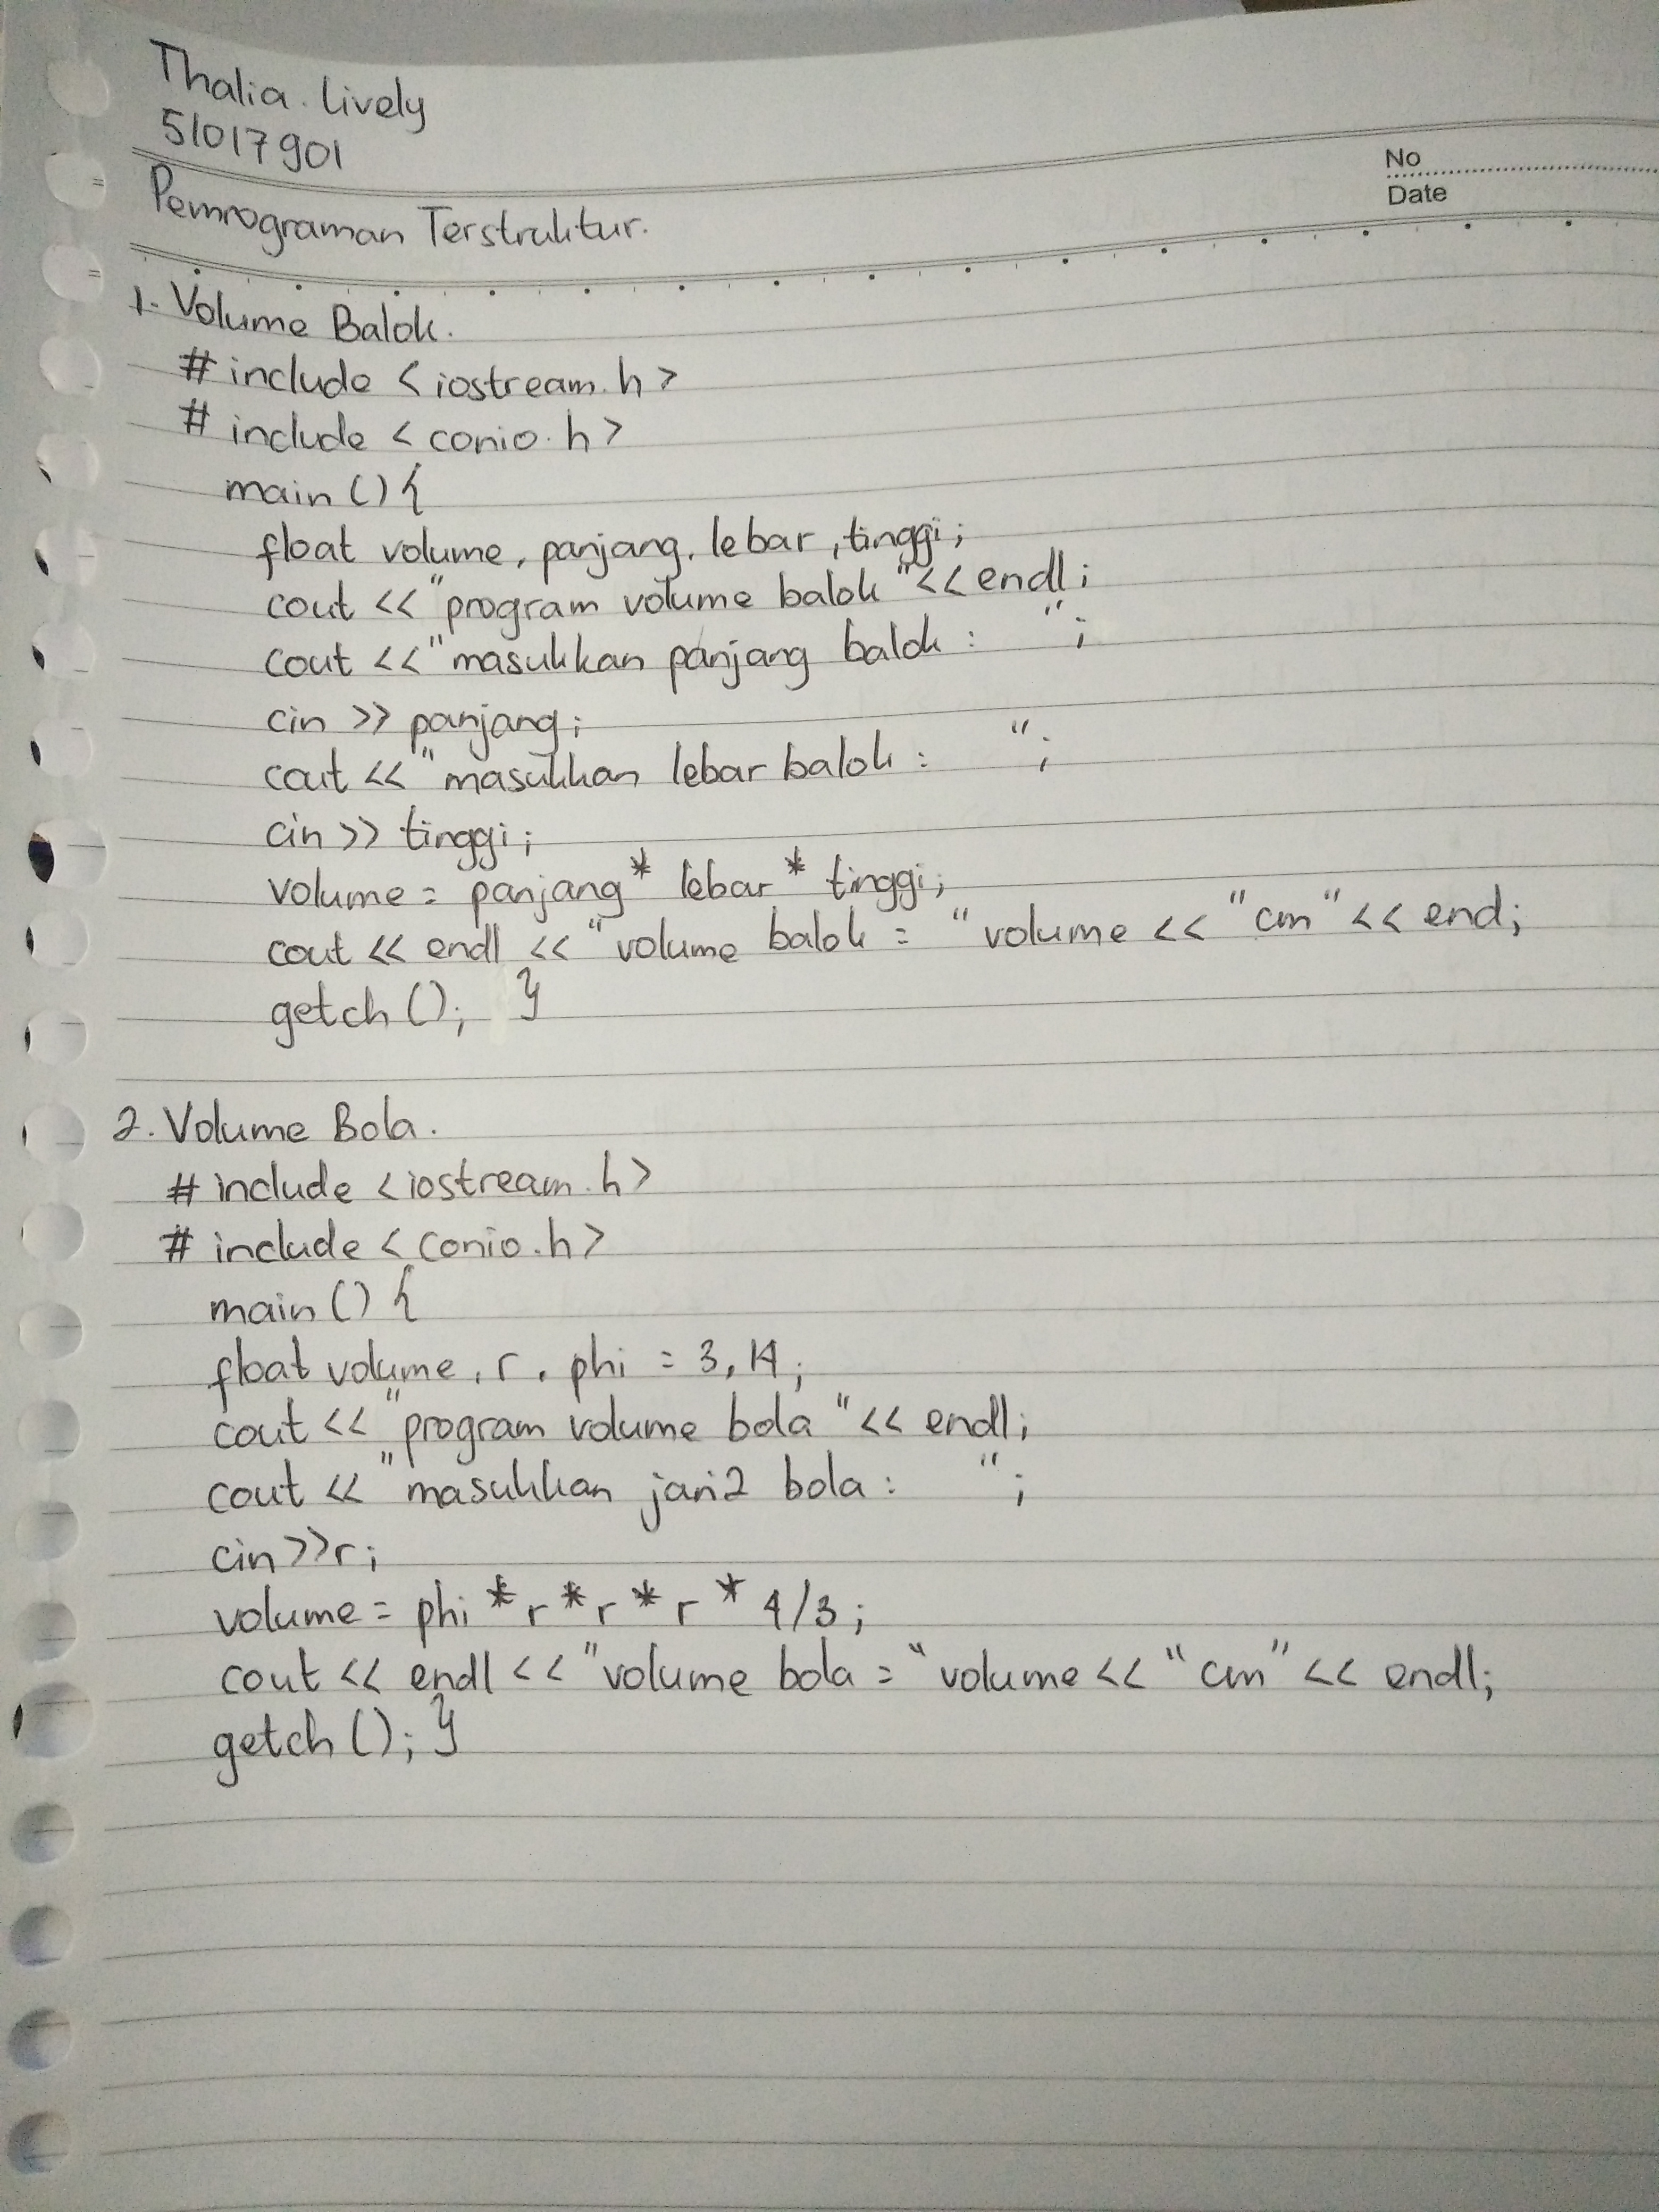 Thalia. Lively
51017901
No
Date
Pemrograman Terstruktur.
1. Volume Balok.
# include <iostream.h>
# include < conio.h>
main () {
float volume, panjang, lebar, tinggi;
cout << "program volume balok " << endl;
cout << "masukkan panjang balok : ";
cin >> panjang;
cout << "masukkan lebar balok : ";
cin >> tinggi;
volume = panjang * lebar * tinggi;
cout << endl << "volume balok = "volume << "cm" << end;
getch (); }
2. Volume Bola.
# include <iostream.h>
# include < conio.h>
main () {
float volume, r, phi = 3,14;
cout << "program volume bola " << endl;
cout << "masukkan jari2 bola : ";
cin >>r;
volume = phi * r * r * r * 4/3;
cout << endl << "volume bola = "volume << "cm" << endl;
getch (); }